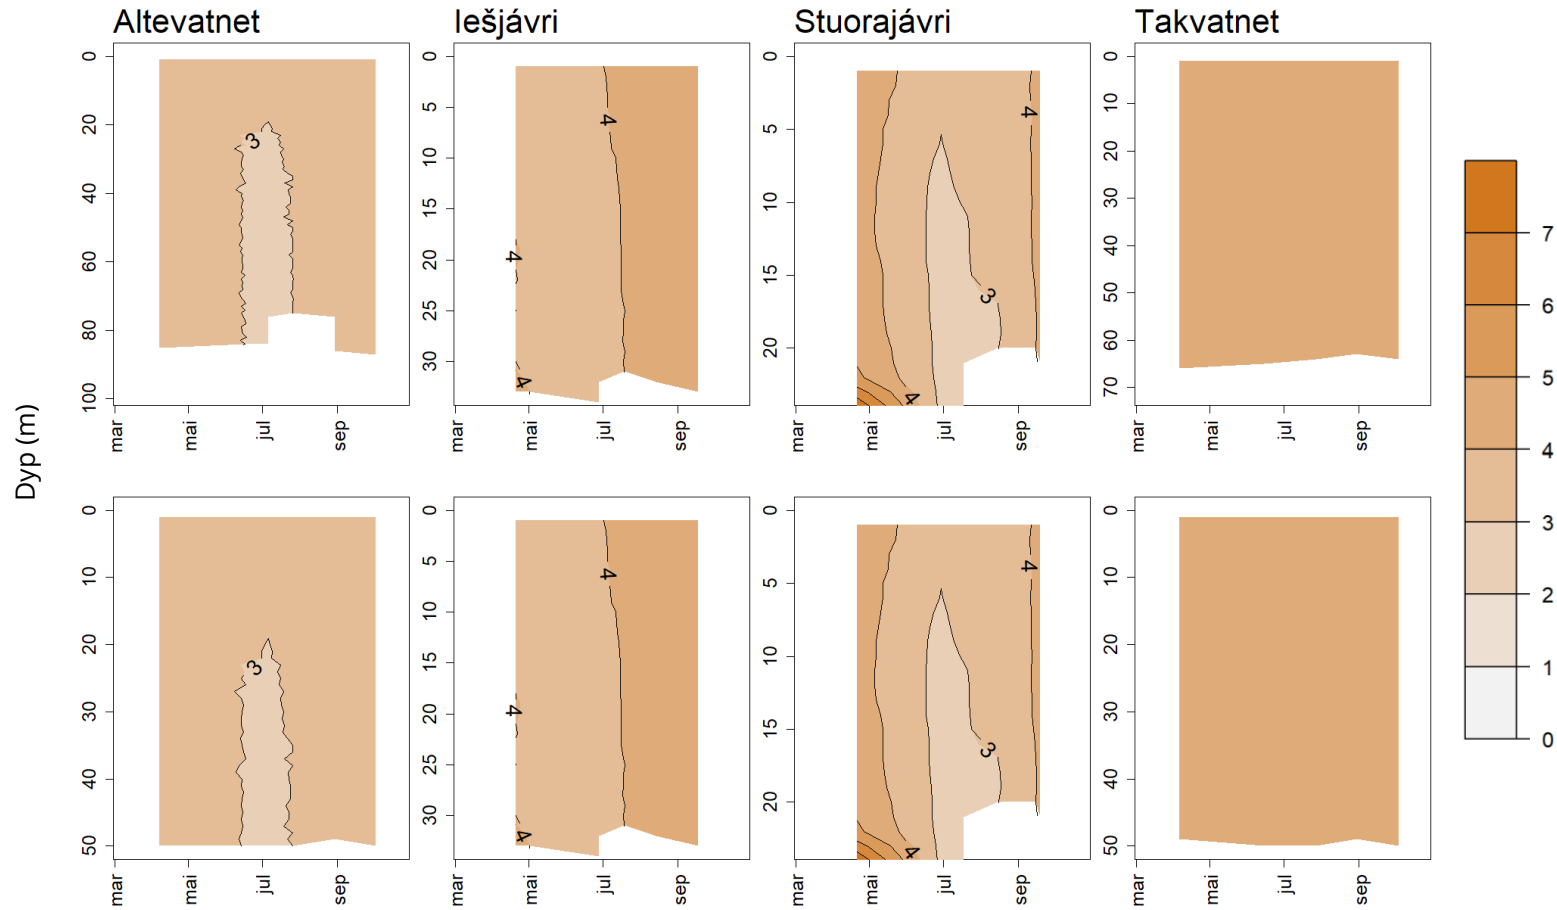 Altevatnet
Iešjávri
Stuorajávri
Takvatnet
Dyp (m)
0
20
40
60
80
100
mar
mai
jul
sep
3
0
5
10
15
20
25
30
mar
mai
jul
sep
4
4
4
0
5
10
15
20
mar
mai
jul
sep
4
3
4
0
10
20
30
40
50
60
70
mar
mai
jul
sep
0
10
20
30
40
50
mar
mai
jul
sep
3
0
5
10
15
20
25
30
mar
mai
jul
sep
4
4
4
0
5
10
15
20
mar
mai
jul
sep
4
3
4
0
10
20
30
40
50
mar
mai
jul
sep
7
6
5
4
3
2
1
0